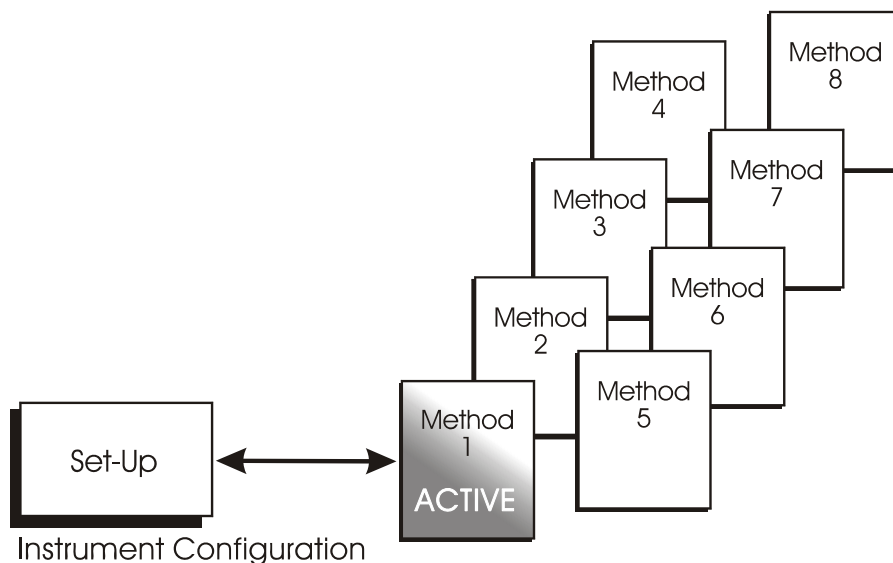 Method
8
Method
4
Method
7
Method
3
Method
6
Method
2
Method
5
Method
1
ACTIVE
Set-Up
Instrument Configuration